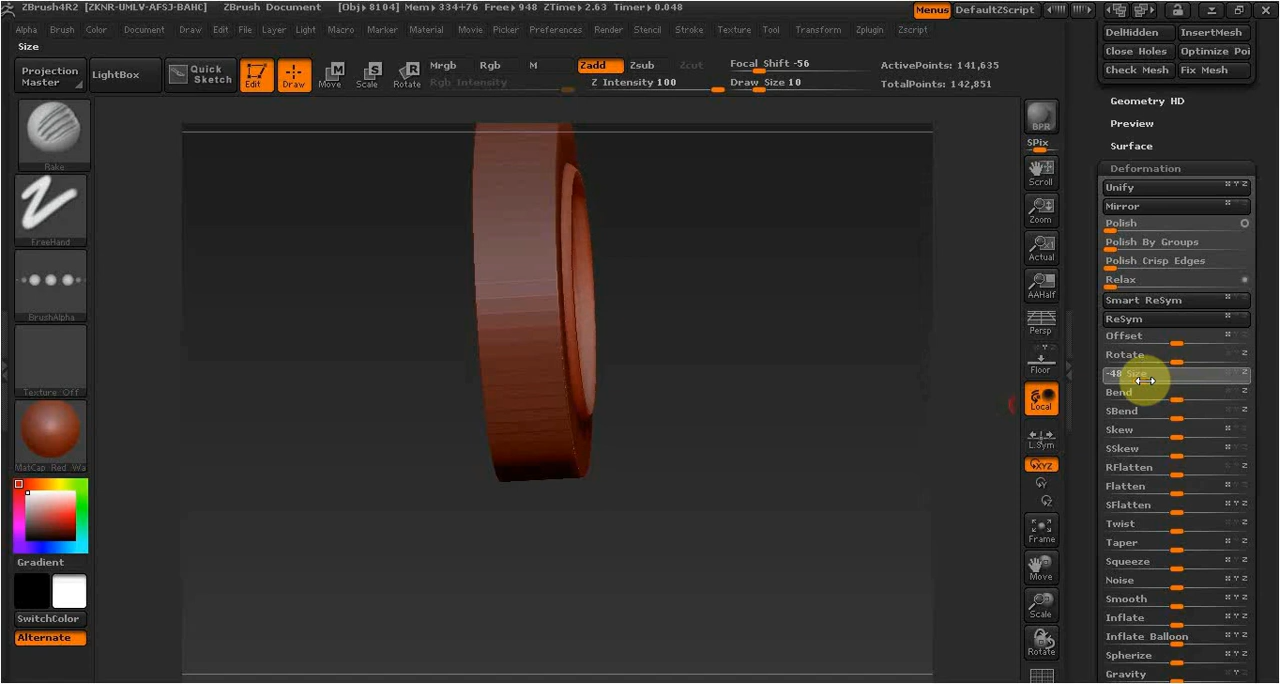 ZBrush4R2 [ZKNR-UMLV-AFSJ-BAHC] ZBrush Document [Obj▸8104] Mem▸334+76 Free▸948 ZTime▸2.63 Timer▸0.048 Menus DefaultZScript
Alpha Brush Color Document Draw Edit File Layer Light Macro Marker Material Movie Picker Preferences Render Stencil Stroke Texture Tool Transform Zplugin Zscript
Size
Projection
Master
LightBox
Quick
Sketch
Edit
Draw
Move
Scale
Rotate
Mrgb Rgb M
Rgb Intensity
Zadd Zsub Zcut
Z Intensity 100
Focal Shift -56
Draw Size 10
ActivePoints: 141,635
TotalPoints: 142,851
Rake
FreeHand
BrushAlpha
Texture Off
MatCap Red Wa
Gradient
SwitchColor
Alternate
BPR
SPix
Scroll
Zoom
Actual
AAHalf
Persp
Floor
Local
L.Sym
XYZ
Y
Z
Frame
Move
Scale
Rotate
DelHidden InsertMesh
Close Holes Optimize Poi
Check Mesh Fix Mesh
Geometry HD
Preview
Surface
Deformation
Unify X Y Z
Mirror
Polish
Polish By Groups
Polish Crisp Edges
Relax
Smart ReSym
ReSym
Offset
Rotate
-48 Size
Bend
SBend
Skew
SSkew
RFlatten
Flatten
SFlatten
Twist
Taper
Squeeze
Noise
Smooth
Inflate
Inflate Balloon
Spherize
Gravity